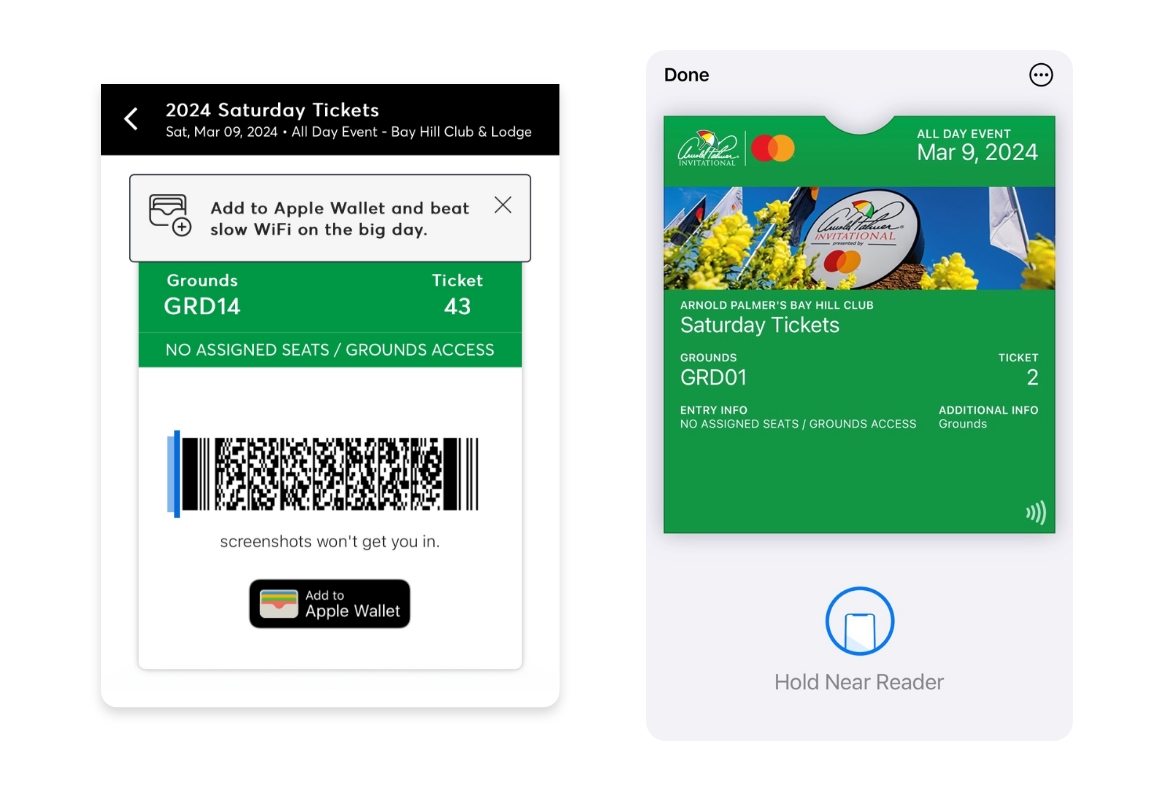 2024 Saturday Tickets
Sat, Mar 09, 2024 • All Day Event - Bay Hill Club & Lodge
Add to Apple Wallet and beat
slow WiFi on the big day.
Grounds
Ticket
GRD14
43
NO ASSIGNED SEATS / GROUNDS ACCESS
screenshots won't get you in.
Add to
Apple Wallet
Done
Arnold Palmer
INVITATIONAL
ALL DAY EVENT
Mar 9, 2024
Arnold Palmer
INVITATIONAL
presented by
ARNOLD PALMER'S BAY HILL CLUB
Saturday Tickets
GROUNDS
TICKET
GRD01
2
ENTRY INFO
ADDITIONAL INFO
NO ASSIGNED SEATS / GROUNDS ACCESS
Grounds
Hold Near Reader